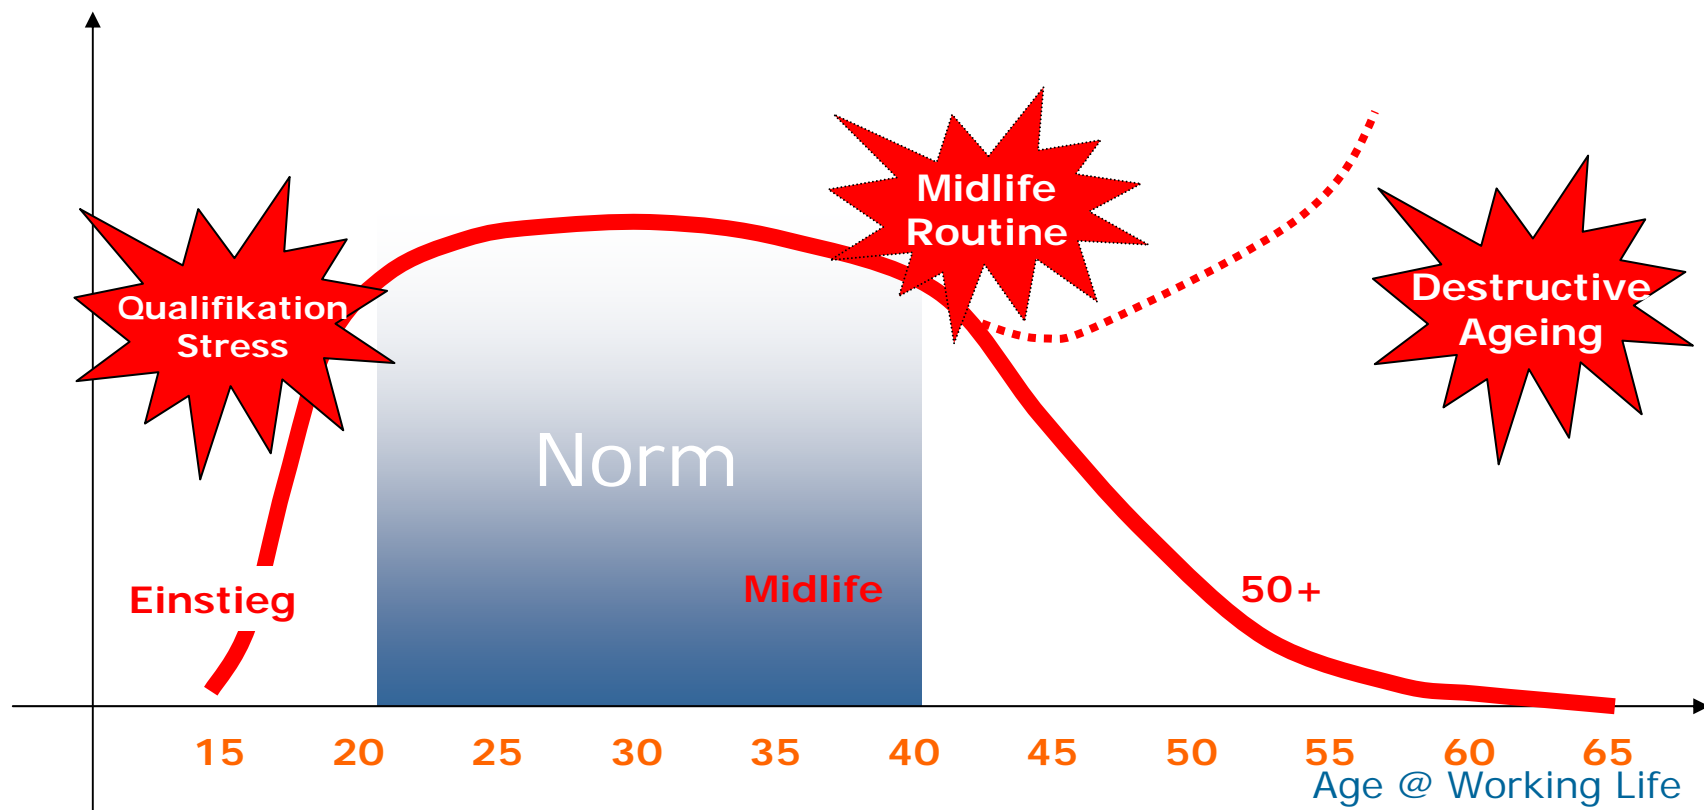 Midlife
Routine
Qualifikation
Stress
Destructive
Ageing
Norm
Einstieg
Midlife
50+
15 20 25 30 35 40 45 50 55 60 65
Age @ Working Life